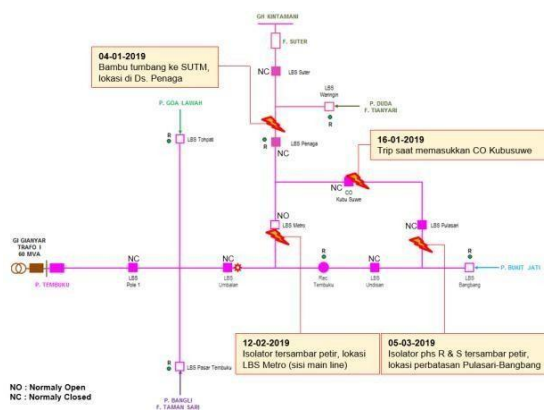 GH KINTAMANI
F. SUTER
04-01-2019
Bambu tumbang ke SUTM,
lokasi di Ds. Penaga
NC
LBS Suter
LBS
Waringin
R
P. DUDA
F. TIANYARI
P. GOA LAWAH
R
LBS Timpati
R
LBS Penaga
NC
16-01-2019
Trip saat memasukkan CO Kubusuwe
NC
CO
Kubu Suwe
NO
LBS Metro
NC
LBS Pulasari
GI GIANYAR
TRAFO I
60 MVA
P. TEMBUKU
NC
LBS
Pole 1
NC
LBS
Umbalan
R
Rec.
Tembuku
NC
LBS
Undisan
R
LBS
Bangbang
P. BUKIT JATI
12-02-2019
Isolator tersambar petir, lokasi
LBS Metro (sisi main line)
05-03-2019
Isolator phs R & S tersambar petir,
lokasi perbatasan Pulasari-Bangbang
R
LBS Pasar Tembuku
NO : Normaly Open
NC : Normaly Closed
P. BANGLI
F. TAMAN SARI